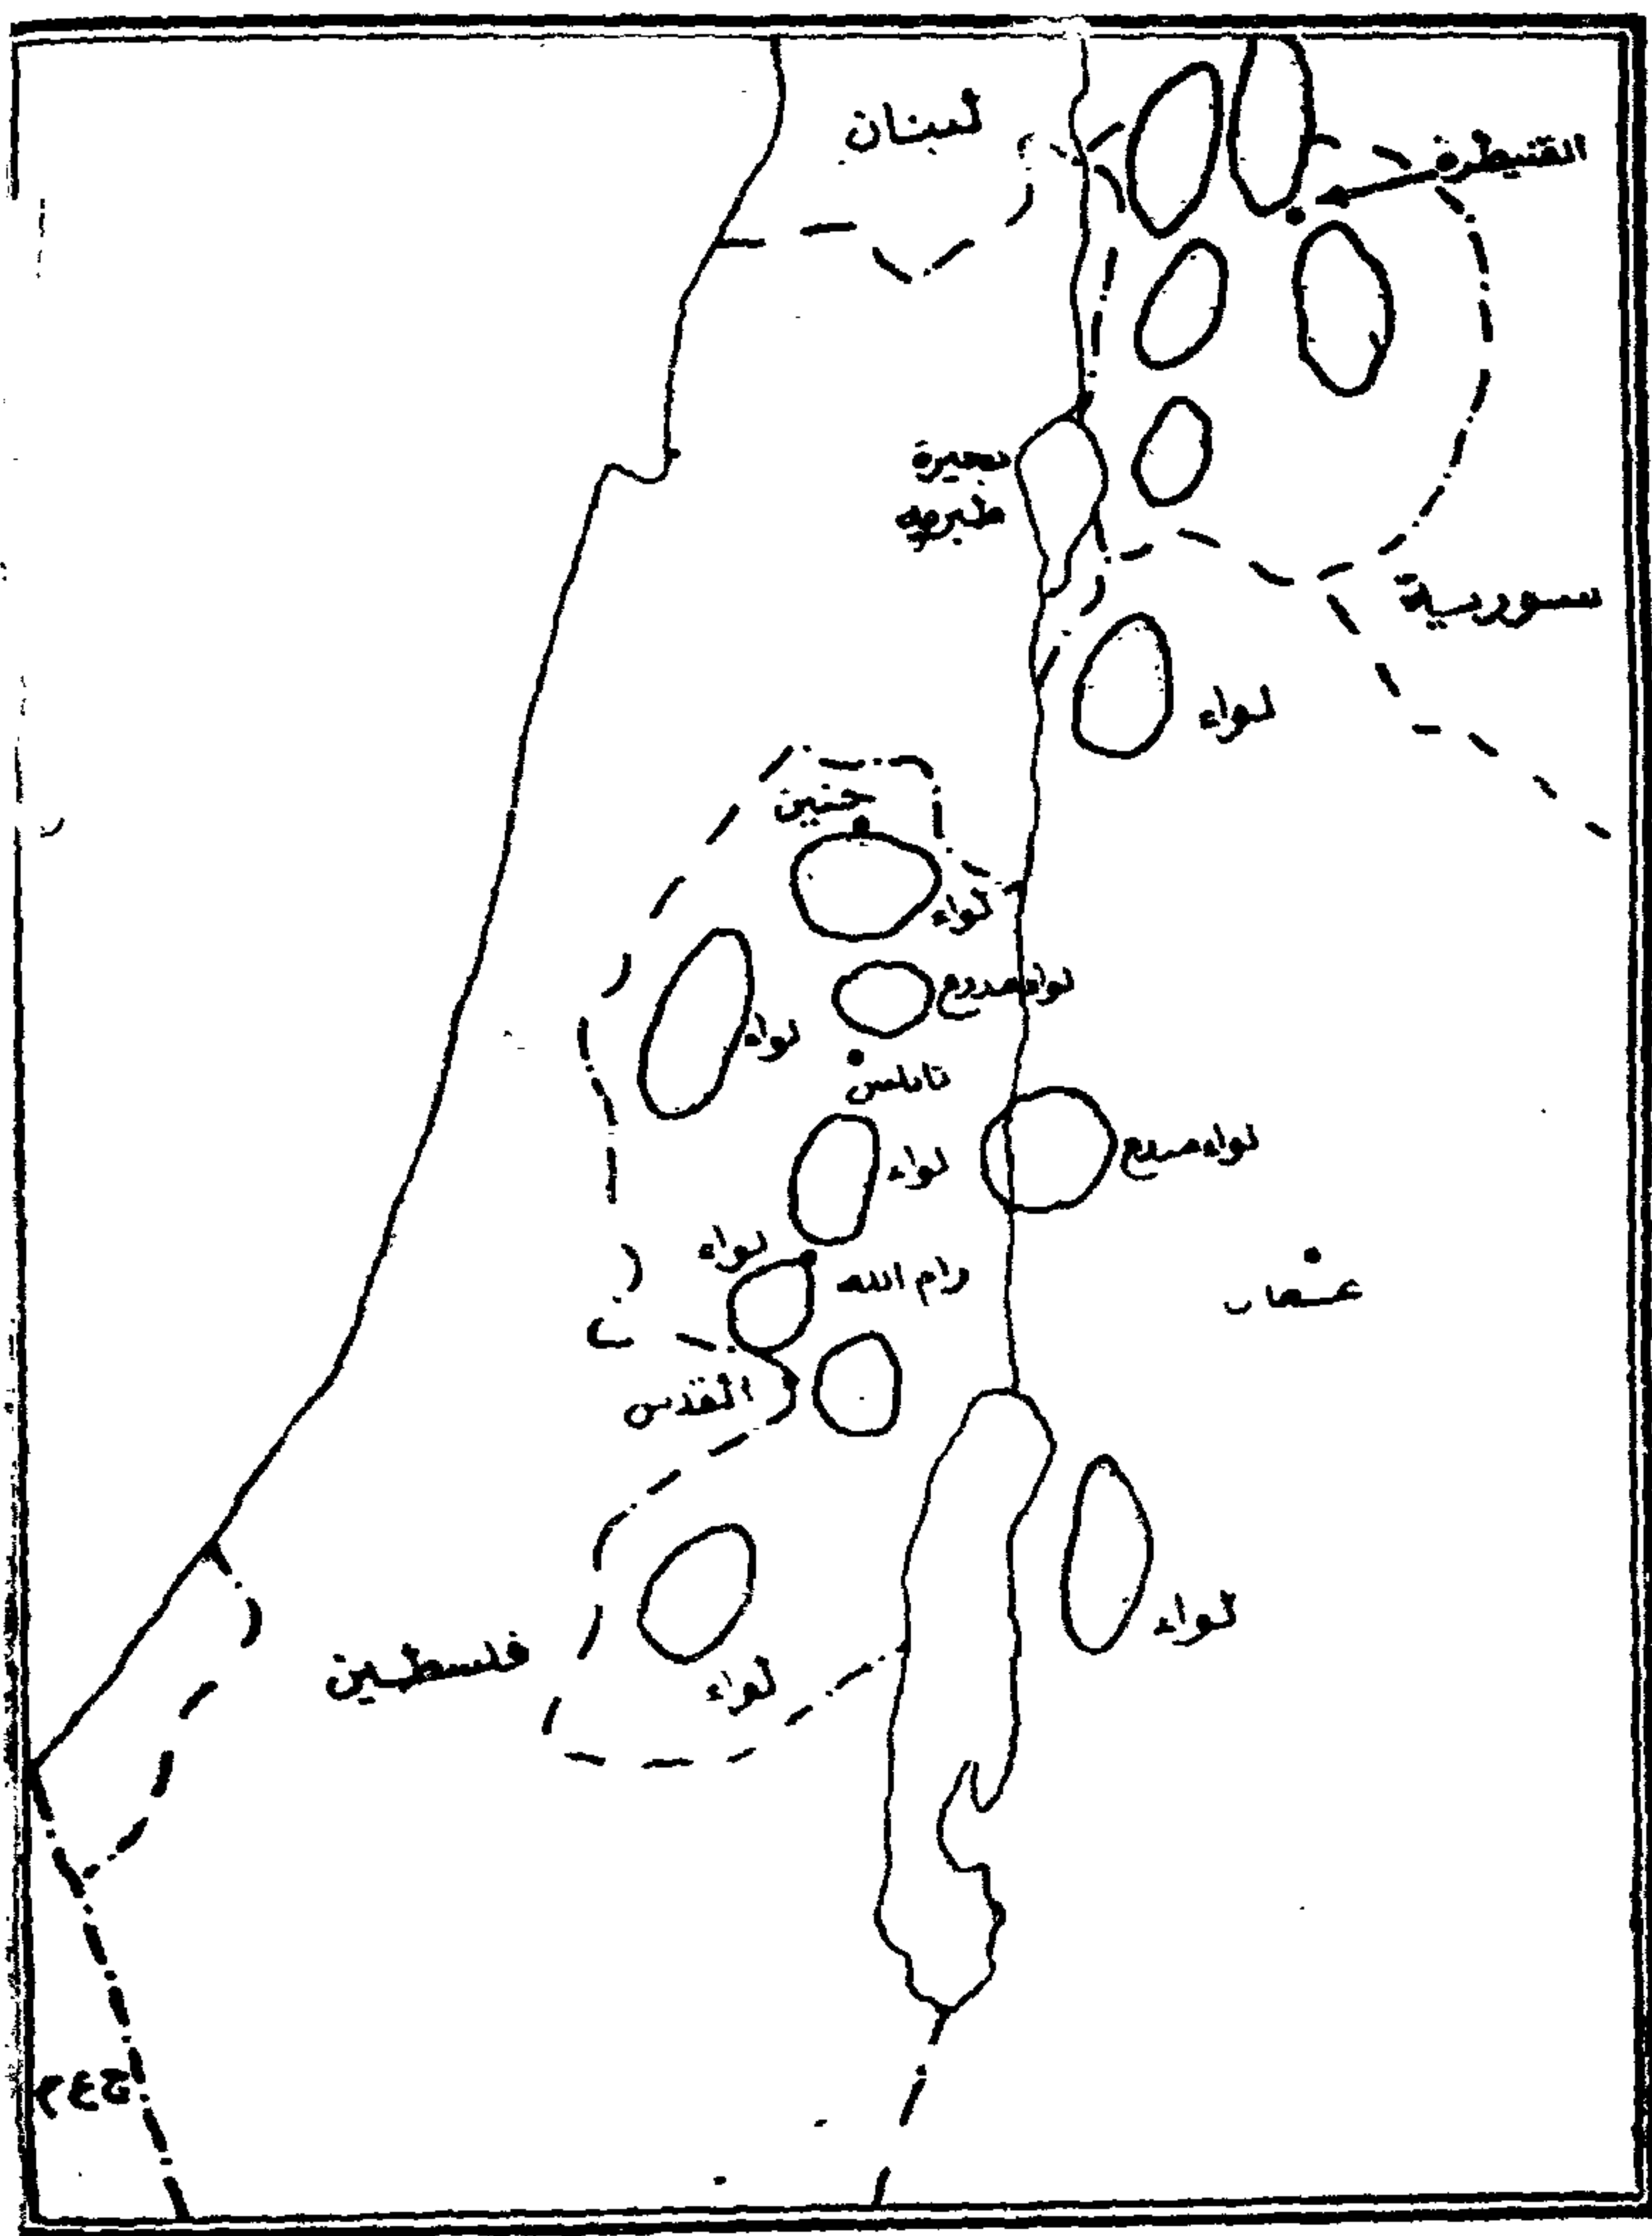 لبنان
القنيطرة
بحيرة
طبريه
سورية
لواء
جنين
لواء
لواء مدرع
لواء
نابلس
لواء
لواء مدرع
لواء
رام الله
عمان
القدس
لواء
فلسطين
لواء
ج ع م